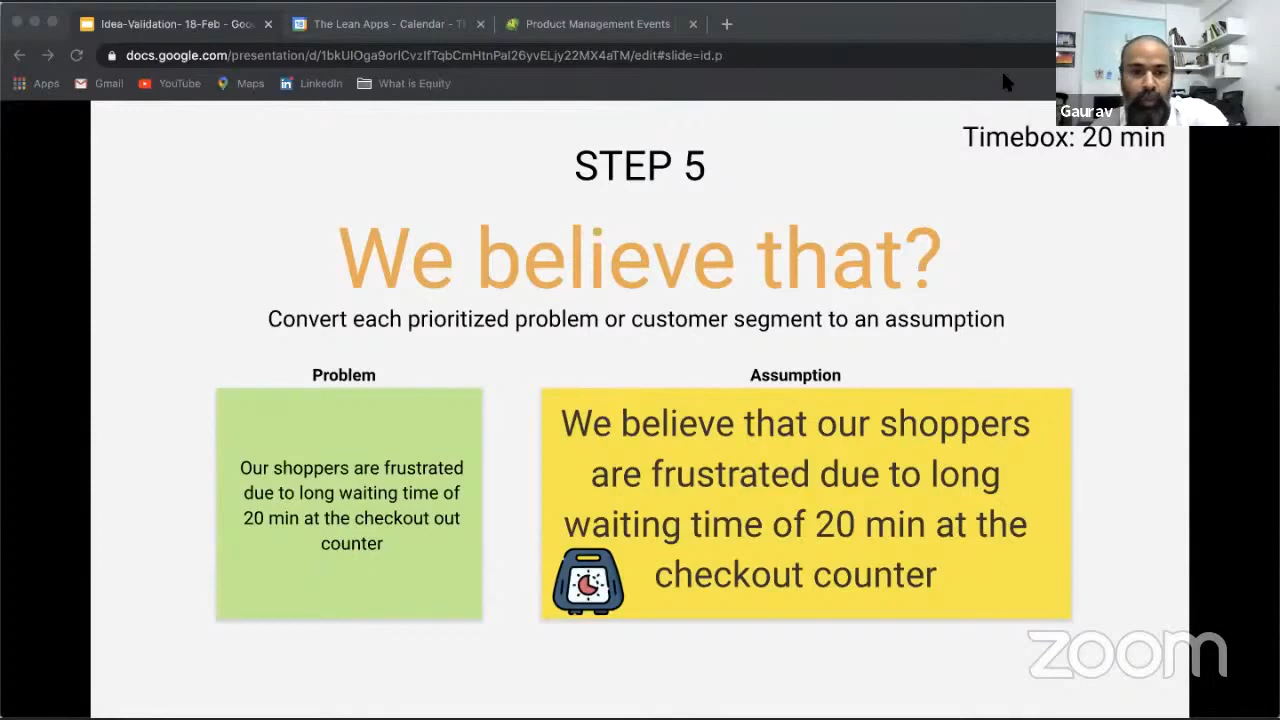 Idea-Validation- 18-Feb - Goo
The Lean Apps - Calendar - Th
Product Management Events
docs.google.com/presentation/d/1bkUIOga9orlCvzIfTqbCmHtnPal26yvELjy22MX4aTM/edit#slide=id.p
Apps
Gmail
YouTube
Maps
LinkedIn
What is Equity
Gaurav
Timebox: 20 min
STEP 5
We believe that?
Convert each prioritized problem or customer segment to an assumption
Problem
Assumption
Our shoppers are frustrated
due to long waiting time of
20 min at the checkout out
counter
We believe that our shoppers
are frustrated due to long
waiting time of 20 min at the
checkout counter
zoom